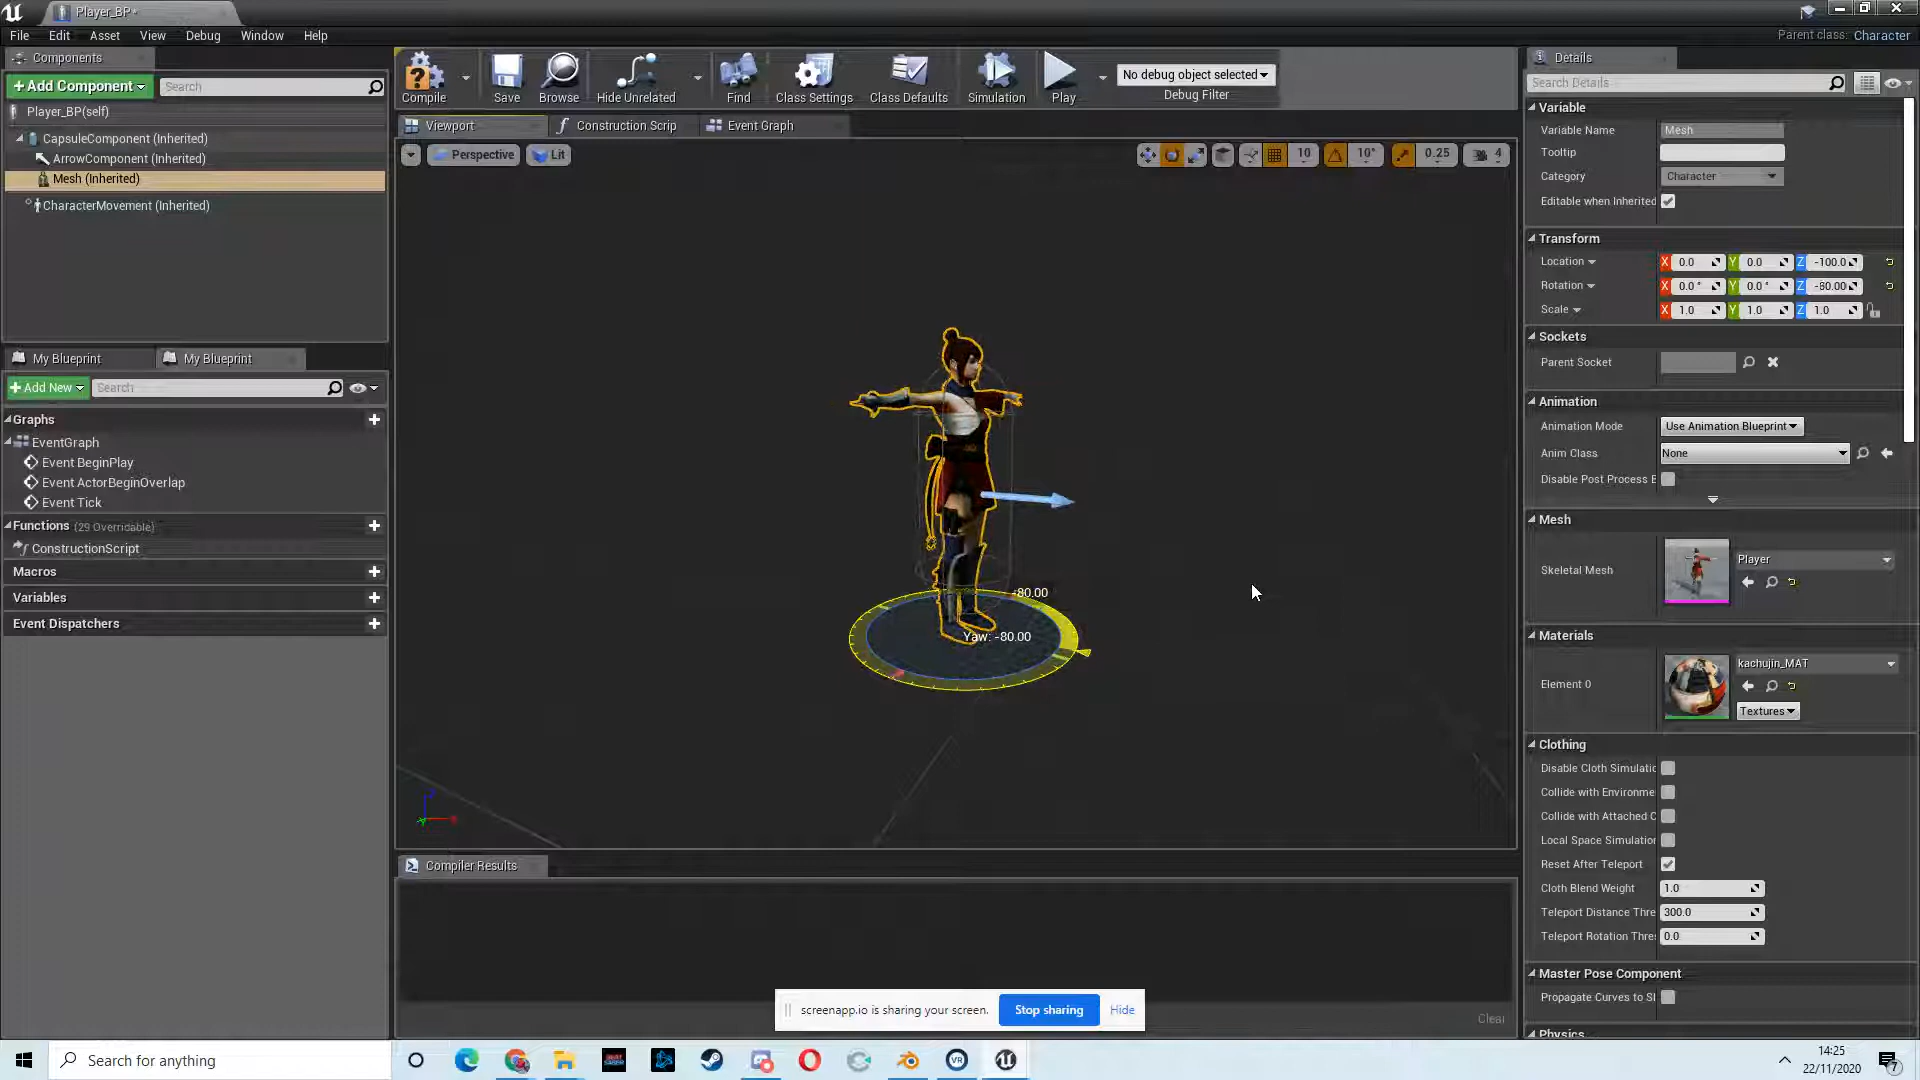 Player_BP*
File Edit Asset View Debug Window Help
Parent class: Character
Components
+Add Component
Search
Player_BP(self)
CapsuleComponent (Inherited)
ArrowComponent (Inherited)
Mesh (Inherited)
CharacterMovement (Inherited)
My Blueprint
My Blueprint
+Add New
Search
Graphs
EventGraph
Event BeginPlay
Event ActorBeginOverlap
Event Tick
Functions (29 Overridable)
ConstructionScript
Macros
Variables
Event Dispatchers
Compile Save Browse Hide Unrelated Find Class Settings Class Defaults Simulation Play
No debug object selected
Debug Filter
Viewport
Construction Scrip
Event Graph
Perspective Lit
10 10° 0.25 4
-80.00
Yaw: -80.00
Compiler Results
Clear
Details
Search Details
Variable
Variable Name Mesh
Tooltip
Category Character
Editable when Inherited
Transform
Location X 0.0 Y 0.0 Z -100.0
Rotation X 0.0 ° Y 0.0 ° Z -80.00
Scale X 1.0 Y 1.0 Z 1.0
Sockets
Parent Socket
Animation
Animation Mode Use Animation Blueprint
Anim Class None
Disable Post Process B
Mesh
Skeletal Mesh Player
Materials
Element 0 kachujin_MAT
Textures
Clothing
Disable Cloth Simulatic
Collide with Environme
Collide with Attached C
Local Space Simulation
Reset After Teleport
Cloth Blend Weight 1.0
Teleport Distance Thre 300.0
Teleport Rotation Thre: 0.0
Master Pose Component
Propagate Curves to Sl
Physics
screenapp.io is sharing your screen. Stop sharing Hide
Search for anything
14:25
22/11/2020
7